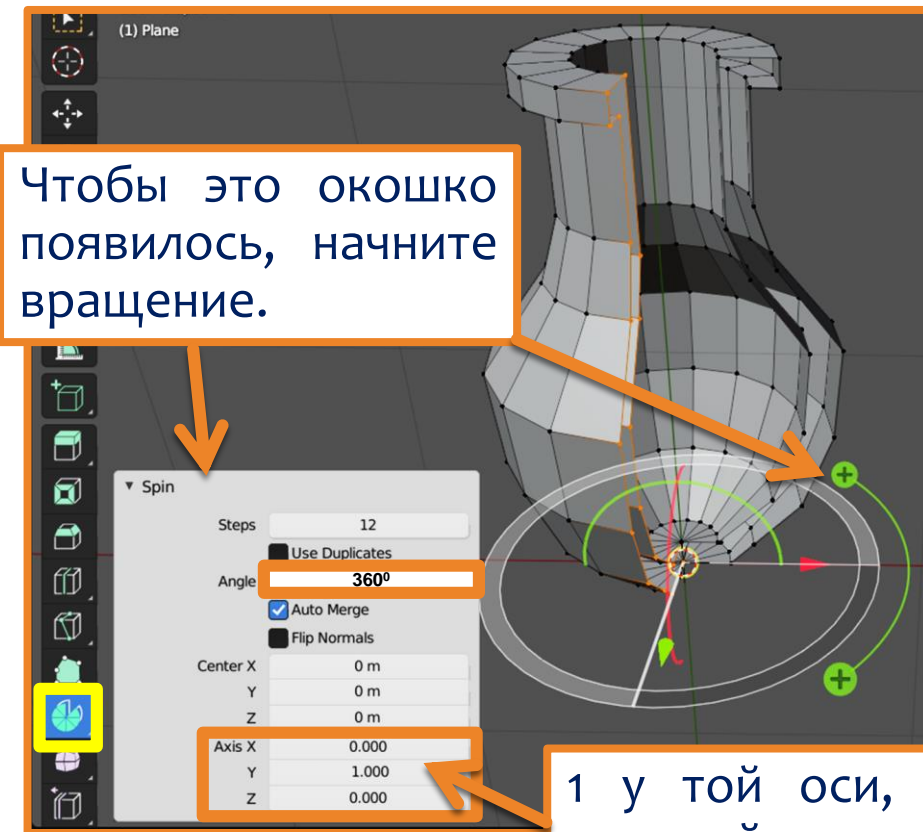 (1) Plane
Чтобы это окошко
появилось, начните
вращение.
Spin
Steps 12
Use Duplicates
Angle 360⁰
Auto Merge
Flip Normals
Center X 0 m
Y 0 m
Z 0 m
Axis X 0.000
Y 1.000
Z 0.000
1 у той оси,